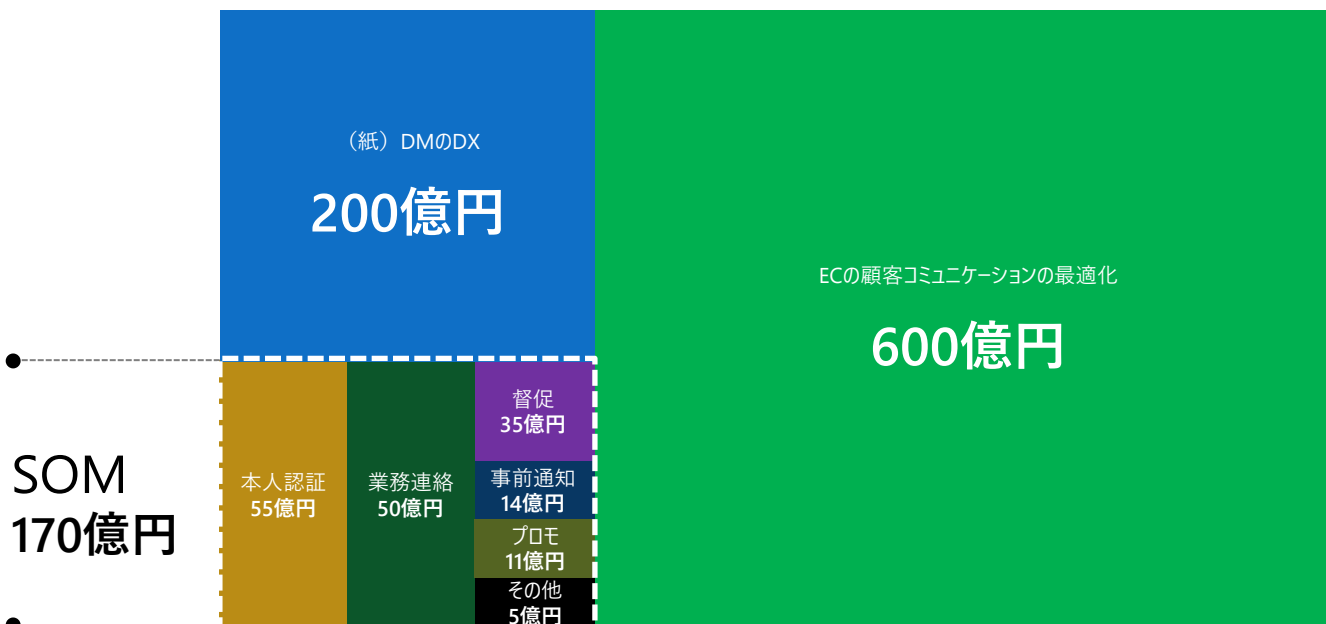 （紙）DMのDX
200億円
ECの顧客コミュニケーションの最適化
600億円
SOM
170億円
本人認証
55億円
業務連絡
50億円
督促
35億円
事前通知
14億円
プロモ
11億円
その他
5億円